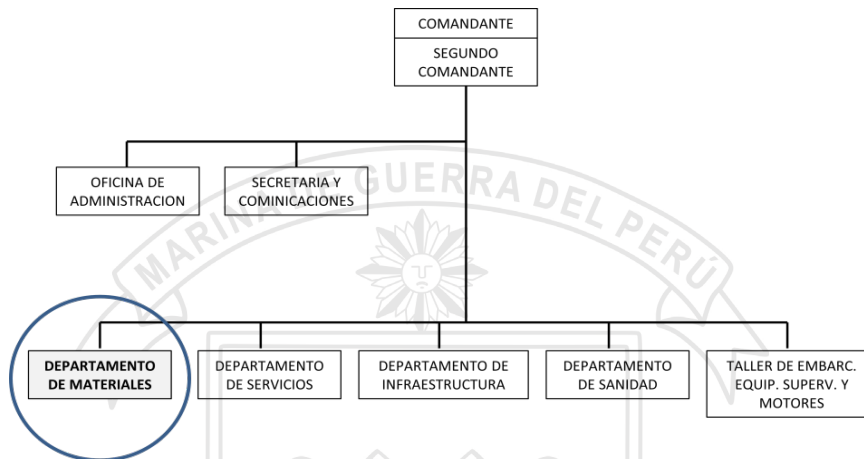 COMANDANTE
SEGUNDO
COMANDANTE
OFICINA DE
ADMINISTRACION
SECRETARIA Y
COMINICACIONES
MARINA DE GUERRA DEL PERÚ
DEPARTAMENTO
DE MATERIALES
DEPARTAMENTO
DE SERVICIOS
DEPARTAMENTO DE
INFRAESTRUCTURA
DEPARTAMENTO
DE SANIDAD
TALLER DE EMBARC.
EQUIP. SUPERV. Y
MOTORES